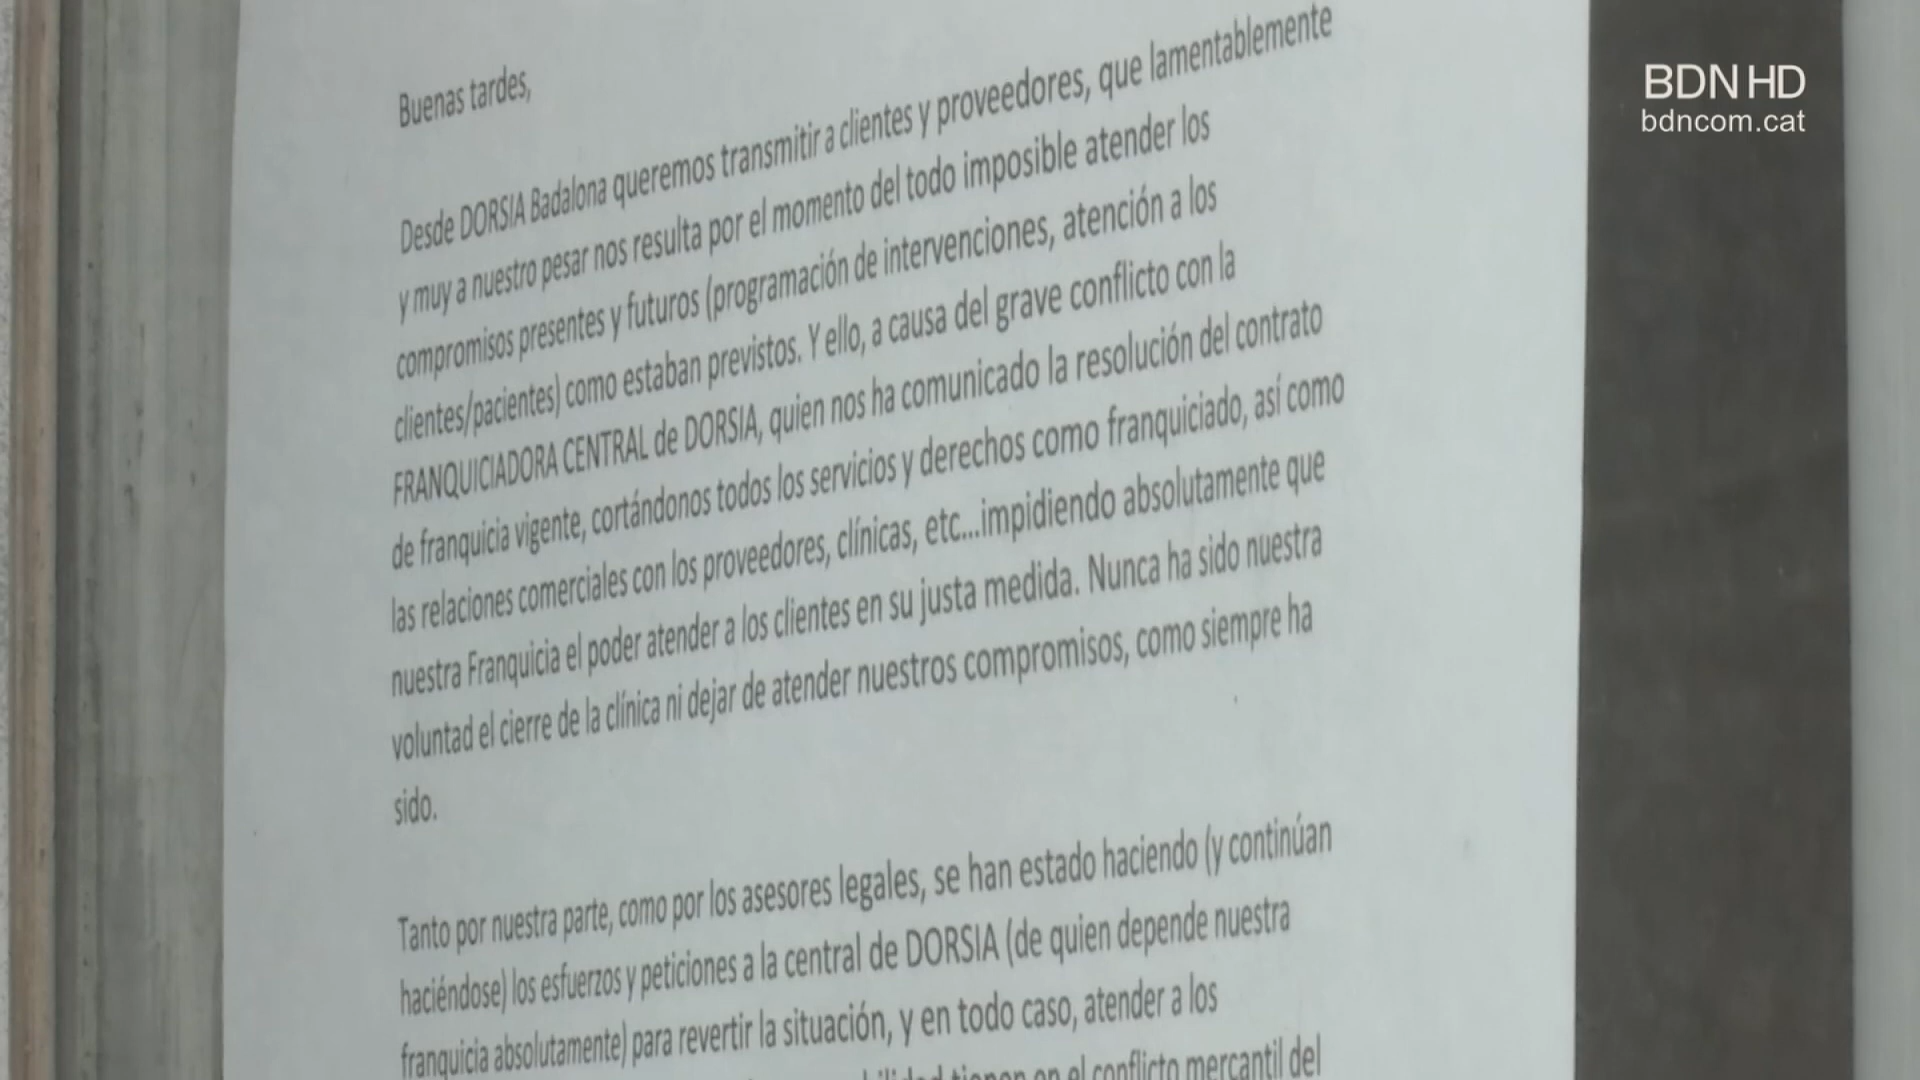 BDN HD
bdncom.cat
Buenas tardes,
Desde DORSIA Badalona queremos transmitir a clientes y proveedores, que lamentablemente
y muy a nuestro pesar nos resulta por el momento del todo imposible atender los
compromisos presentes y futuros (programación de intervenciones, atención a los
clientes/pacientes) como estaban previstos. Y ello, a causa del grave conflicto con la
FRANQUICIADORA CENTRAL de DORSIA, quien nos ha comunicado la resolución del contrato
de franquicia vigente, cortándonos todos los servicios y derechos como franquiciado, así como
las relaciones comerciales con los proveedores, clínicas, etc...impidiendo absolutamente que
nuestra Franquicia el poder atender a los clientes en su justa medida. Nunca ha sido nuestra
voluntad el cierre de la clínica ni dejar de atender nuestros compromisos, como siempre ha
sido.
Tanto por nuestra parte, como por los asesores legales, se han estado haciendo (y continúan
haciéndose) los esfuerzos y peticiones a la central de DORSIA (de quien depende nuestra
franquicia absolutamente) para revertir la situación, y en todo caso, atender a los
tienen en el conflicto mercantil del